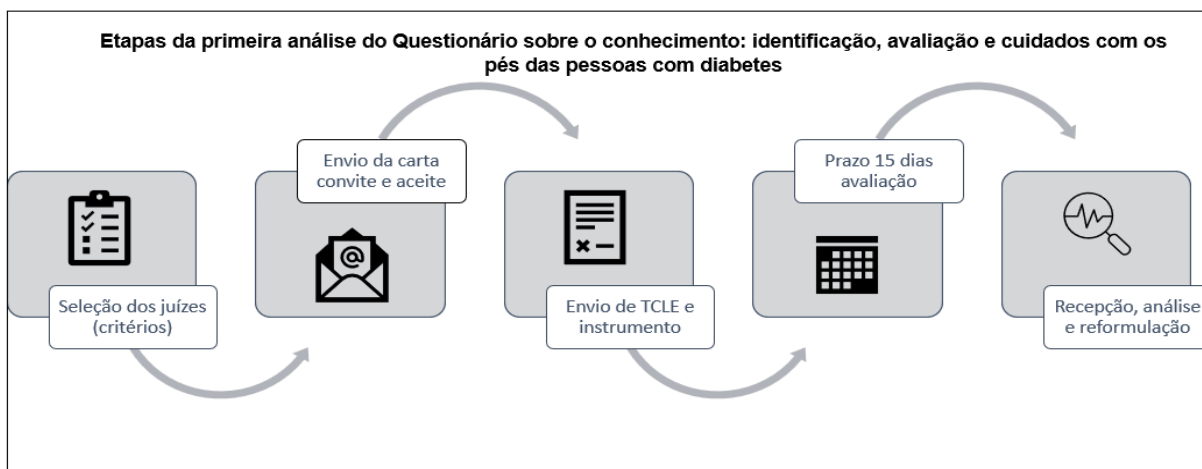 Etapas da primeira análise do Questionário sobre o conhecimento: identificação, avaliação e cuidados com os
pés das pessoas com diabetes
Seleção dos juízes
(critérios)
Envio da carta
convite e aceite
@
Envio de TCLE e
instrumento
Prazo 15 dias
avaliação
Recepção, análise
e reformulação